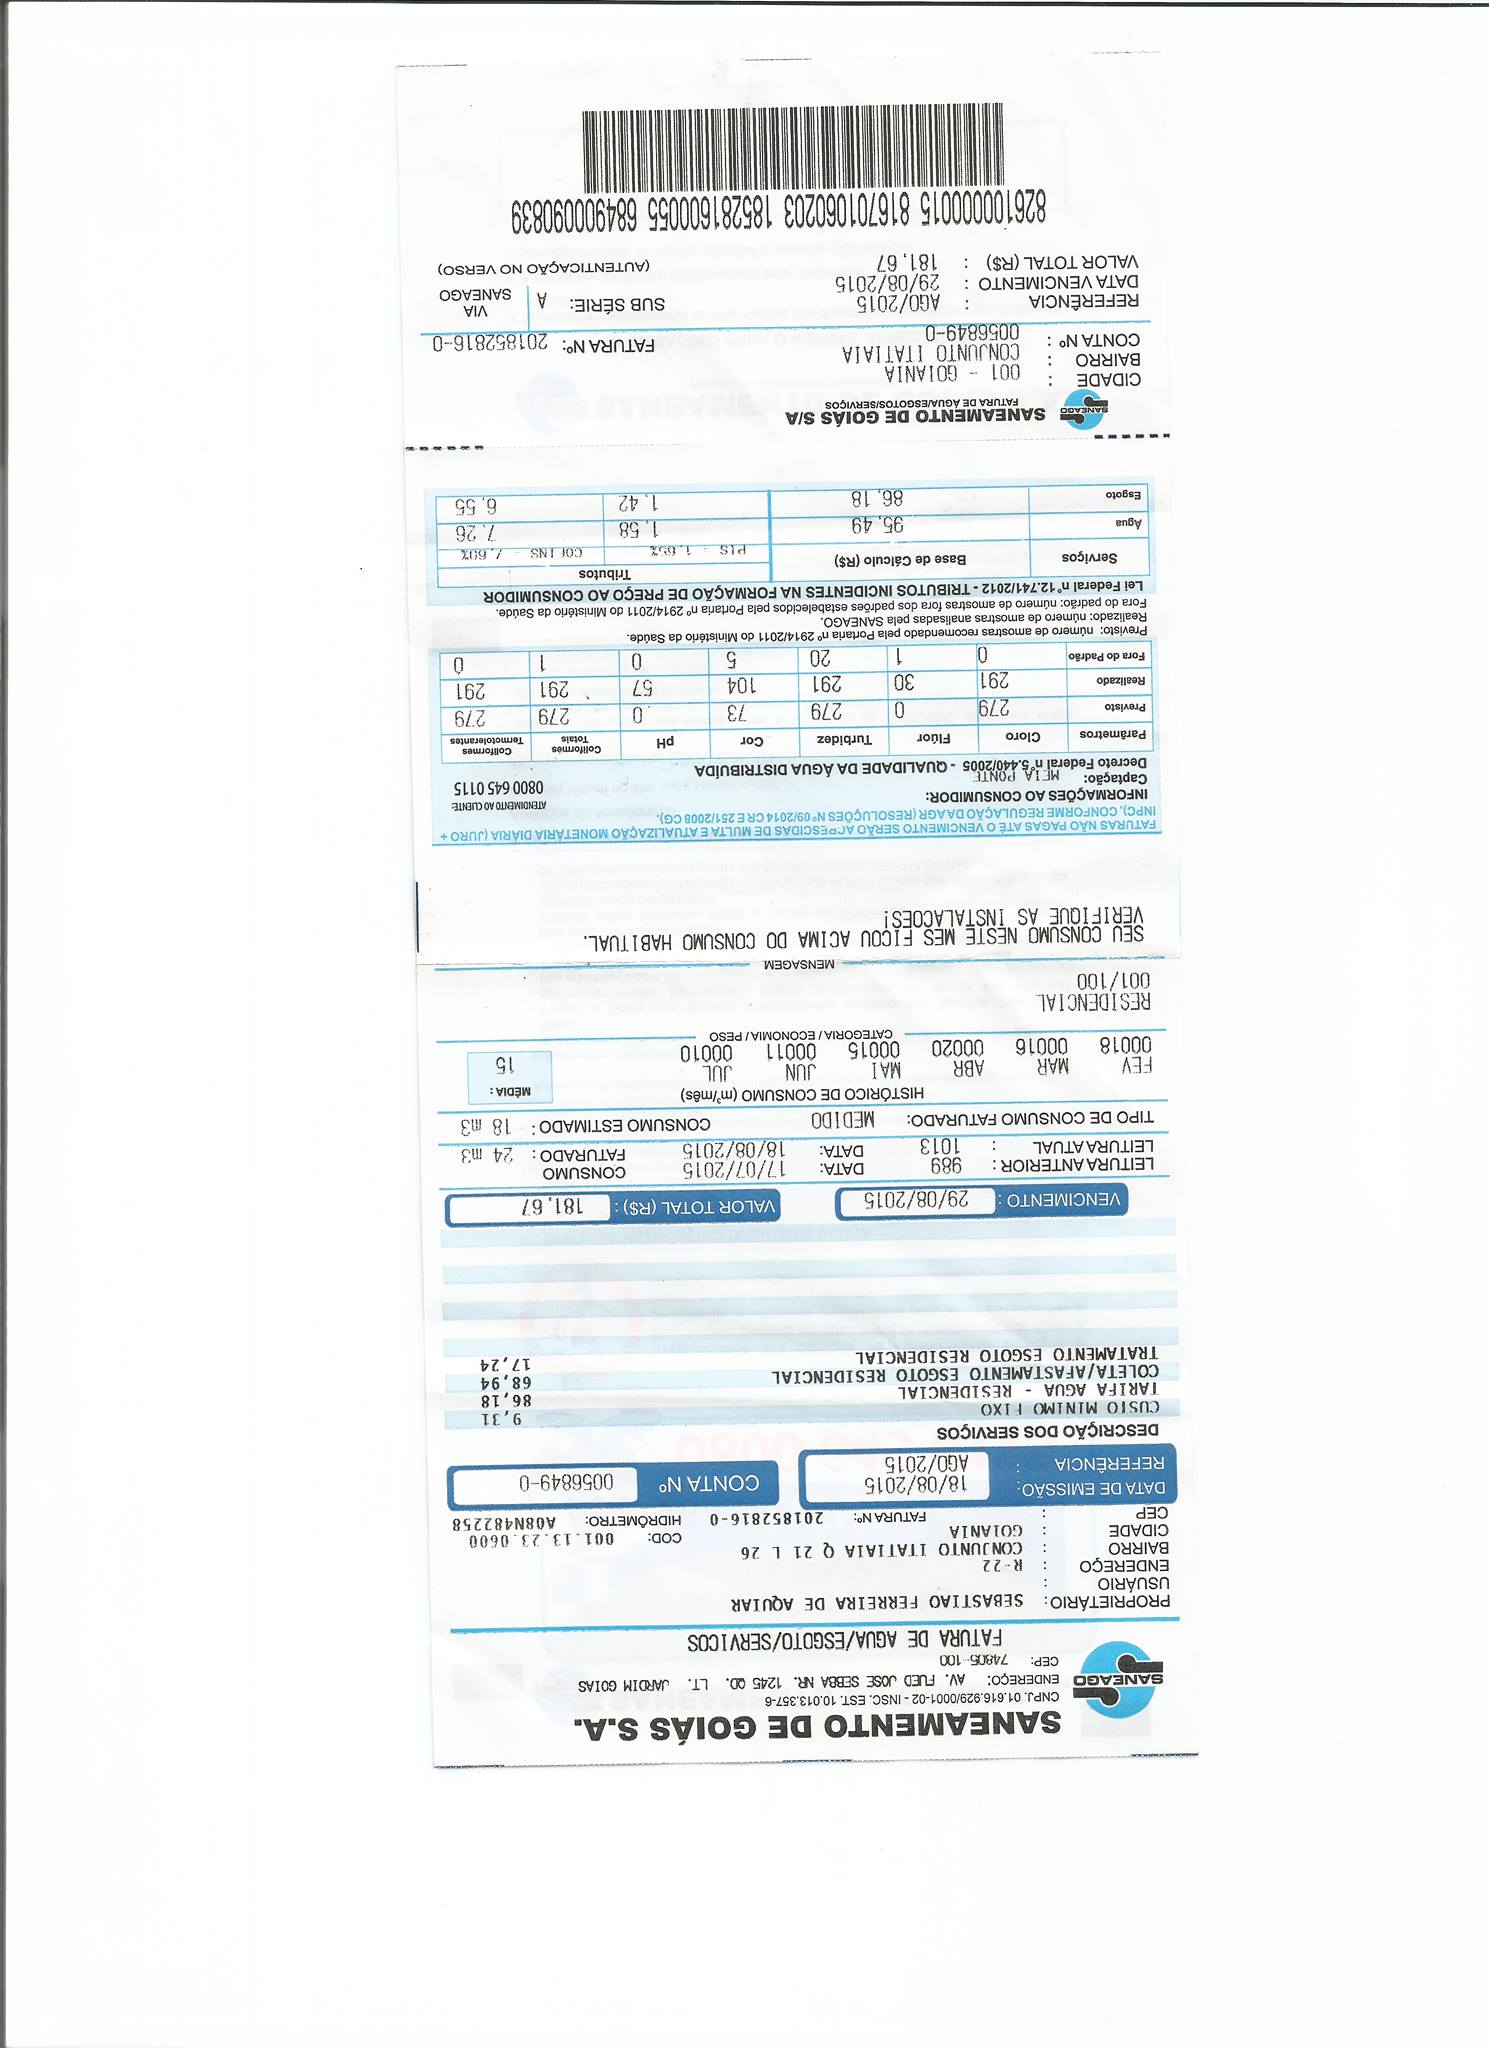 SANEAMENTO DE GOIÁS S.A.
CNPJ. 01.616.929/0001-02 - INSC. EST. 10.013.357-6
ENDEREÇO: AV. FUED JOSE SEBBA NR. 1245 QD. LT. JARDIM GOIAS
CEP: 74805-100
SANEAGO
FATURA DE AGUA/ESGOTO/SERVICOS
PROPRIETÁRIO: SEBASTIAO FERREIRA DE AQUIAR
USUÁRIO :
ENDEREÇO : R-22
BAIRRO : CONJUNTO ITATIAIA Q 21 L 26
CIDADE : GOIANIA COD: 001.13.23.0600
CEP : FATURA Nº: 201852816-0 HIDRÔMETRO: A08N482258
DATA DE EMISSÃO: 18/08/2015
REFERÊNCIA : AGO/2015
CONTA Nº 0056849-0
DESCRIÇÃO DOS SERVIÇOS
CUSTO MINIMO FIXO 9,31
TARIFA AGUA - RESIDENCIAL 86,18
COLETA/AFASTAMENTO ESGOTO RESIDENCIAL 68,94
TRATAMENTO ESGOTO RESIDENCIAL 17,24
VENCIMENTO: 29/08/2015 VALOR TOTAL (R$): 181,67
LEITURA ANTERIOR: 989 DATA: 17/07/2015 CONSUMO
LEITURA ATUAL : 1013 DATA: 18/08/2015 FATURADO: 24 m3
TIPO DE CONSUMO FATURADO: MEDIDO CONSUMO ESTIMADO: 18 m3
HISTÓRICO DE CONSUMO (m³/mês) MÉDIA:
FEV MAR ABR MAI JUN JUL 15
00018 00016 00020 00015 00011 00010
CATEGORIA / ECONOMIA / PESO
RESIDENCIAL
001/100
MENSAGEM
SEU CONSUMO NESTE MES FICOU ACIMA DO CONSUMO HABITUAL.
VERIFIQUE AS INSTALACOES!
FATURAS NÃO PAGAS ATÉ O VENCIMENTO SERÃO ACRESCIDAS DE MULTA E ATUALIZAÇÃO MONETÁRIA DIÁRIA (JURO +
INPC), CONFORME REGULAÇÃO DA AGR (RESOLUÇÕES Nº 09/2014 CR E 251/2008 CG).
INFORMAÇÕES AO CONSUMIDOR: ATENDIMENTO AO CLIENTE:
Captação: MEIA PONTE 0800 645 0115
Decreto Federal nº5.440/2005 - QUALIDADE DA ÁGUA DISTRIBUÍDA
Parâmetros Cloro Flúor Turbidez Cor pH Coliformes Totais Coliformes Termotolerantes
Previsto 279 0 279 73 0 279 279
Realizado 291 30 291 104 57 291 291
Fora do Padrão 0 1 20 5 0 1 0
Previsto: número de amostras recomendado pela Portaria nº 2914/2011 do Ministério da Saúde.
Realizado: número de amostras analisadas pela SANEAGO.
Fora do padrão: número de amostras fora dos padrões estabelecidos pela Portaria nº 2914/2011 do Ministério da Saúde.
Lei Federal nº12.741/2012 - TRIBUTOS INCIDENTES NA FORMAÇÃO DE PREÇO AO CONSUMIDOR
Serviços Base de Cálculo (R$) Tributos
PIS = 1,65% COFINS - 7,60%
Água 95,49 1,58 7,26
Esgoto 86,18 1,42 6,55
SANEAGO
SANEAMENTO DE GOIÁS S/A
FATURA DE ÁGUA/ESGOTOS/SERVIÇOS
CIDADE : 001 - GOIANIA
BAIRRO : CONJUNTO ITATIAIA
CONTA Nº : 0056849-0 FATURA Nº: 201852816-0
REFERÊNCIA : AGO/2015 SUB SÉRIE: A VIA SANEAGO
DATA VENCIMENTO : 29/08/2015
VALOR TOTAL (R$) : 181,67 (AUTENTICAÇÃO NO VERSO)
826100000015 816701060203 185281600055 684900090839